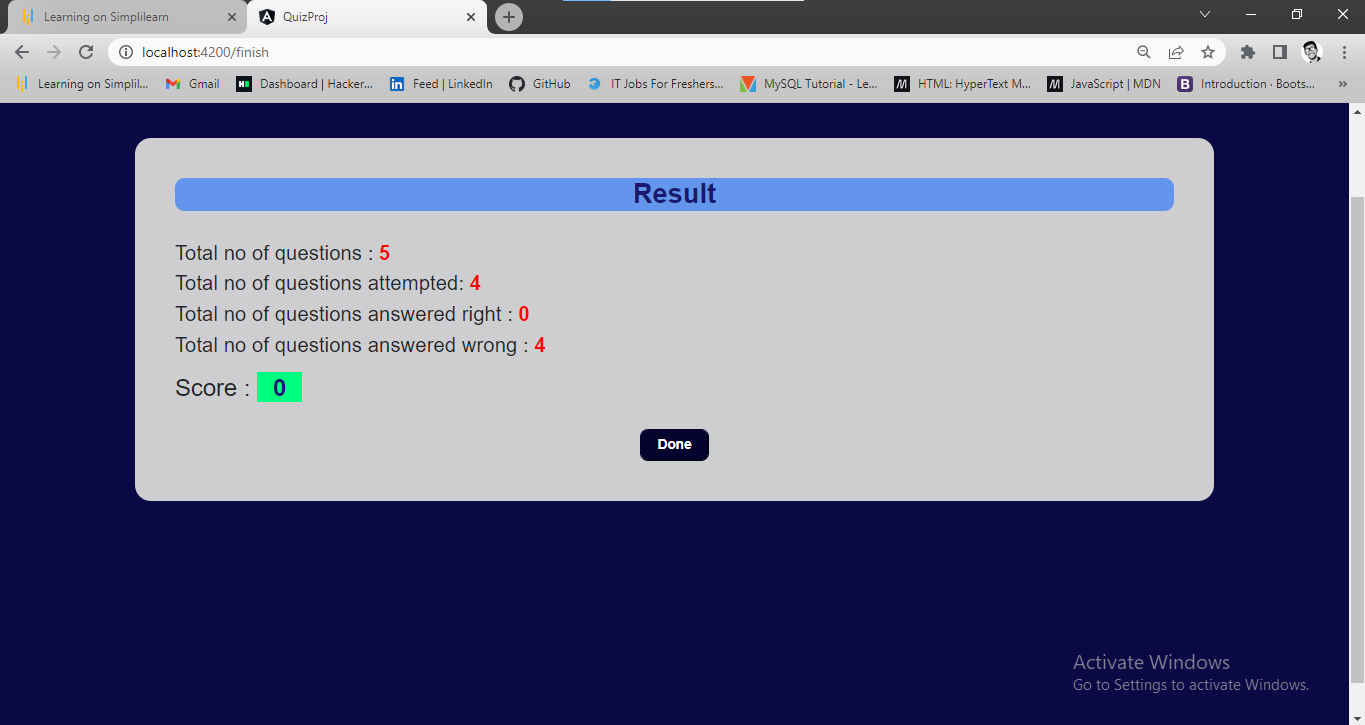 Learning on Simplilearn
QuizProj
localhost:4200/finish
Learning on Simplil... Gmail Dashboard | Hacker... Feed | LinkedIn GitHub IT Jobs For Freshers... MySQL Tutorial - Le... HTML: HyperText M... JavaScript | MDN Introduction · Boots...
Result
Total no of questions : 5
Total no of questions attempted: 4
Total no of questions answered right : 0
Total no of questions answered wrong : 4
Score : 0
Done
Activate Windows
Go to Settings to activate Windows.